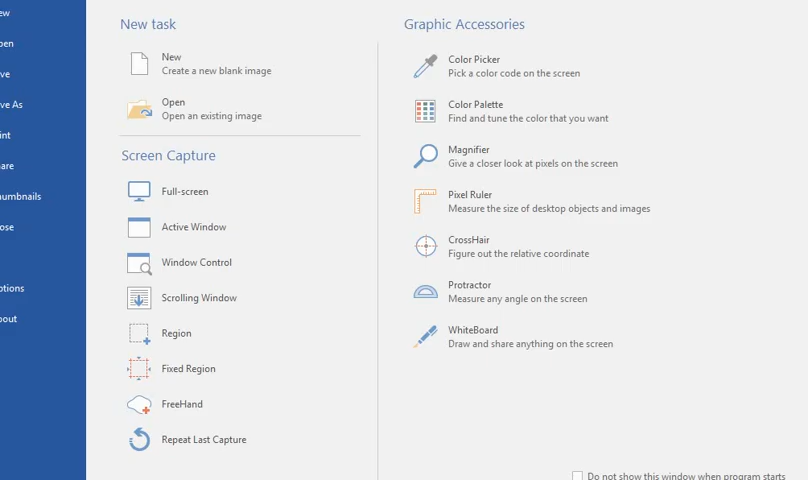 ew
pen
ve
ve As
int
are
umbnails
ose
ptions
bout
New task
New
Create a new blank image
Open
Open an existing image
Screen Capture
Full-screen
Active Window
Window Control
Scrolling Window
Region
Fixed Region
FreeHand
Repeat Last Capture
Graphic Accessories
Color Picker
Pick a color code on the screen
Color Palette
Find and tune the color that you want
Magnifier
Give a closer look at pixels on the screen
Pixel Ruler
Measure the size of desktop objects and images
CrossHair
Figure out the relative coordinate
Protractor
Measure any angle on the screen
WhiteBoard
Draw and share anything on the screen
Do not show this window when program starts